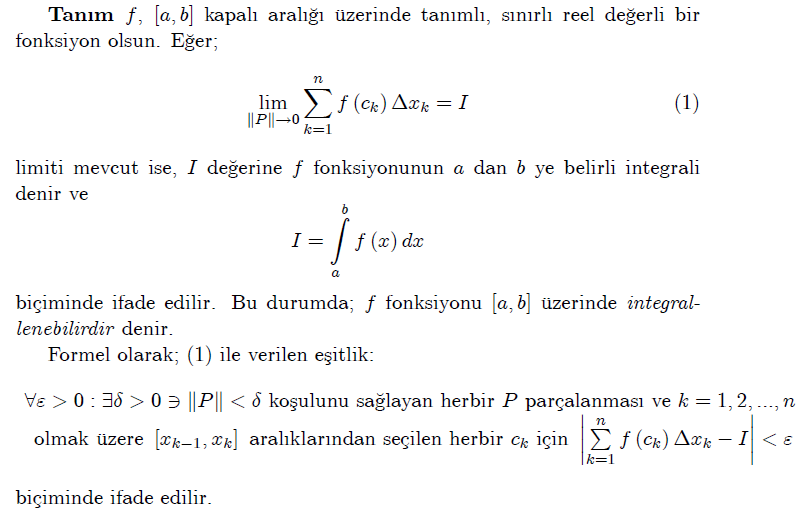 Tanım f, [a, b] kapalı aralığı üzerinde tanımlı, sınırlı reel değerli bir
fonksiyon olsun. Eğer;
lim_{‖P‖→0} ∑_{k=1}^{n} f (c_k) Δx_k = I (1)
limiti mevcut ise, I değerine f fonksiyonunun a dan b ye belirli integrali
denir ve
I = ∫_a^b f (x) dx
biçiminde ifade edilir. Bu durumda; f fonksiyonu [a, b] üzerinde integral-
lenebilirdir denir.
Formel olarak; (1) ile verilen eşitlik:
∀ε > 0 : ∃δ > 0 ∋ ‖P‖ < δ koşulunu sağlayan herbir P parçalanması ve k = 1, 2, ..., n
olmak üzere [x_{k−1}, x_k] aralıklarından seçilen herbir c_k için |∑_{k=1}^{n} f (c_k) Δx_k − I| < ε
biçiminde ifade edilir.